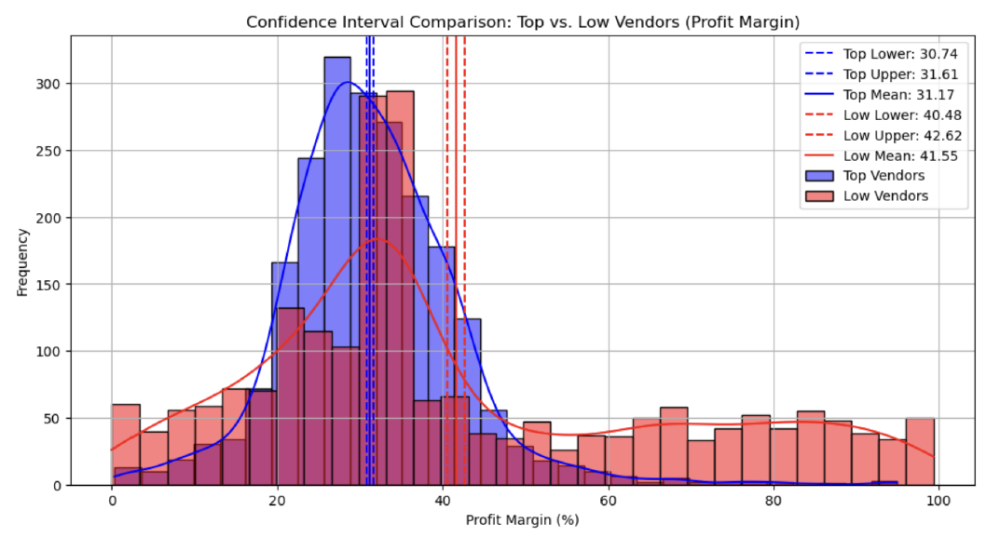 Confidence Interval Comparison: Top vs. Low Vendors (Profit Margin)
Top Lower: 30.74
Top Upper: 31.61
Top Mean: 31.17
Low Lower: 40.48
Low Upper: 42.62
Low Mean: 41.55
Top Vendors
Low Vendors
Frequency
300
250
200
150
100
50
0
0 20 40 60 80 100
Profit Margin (%)